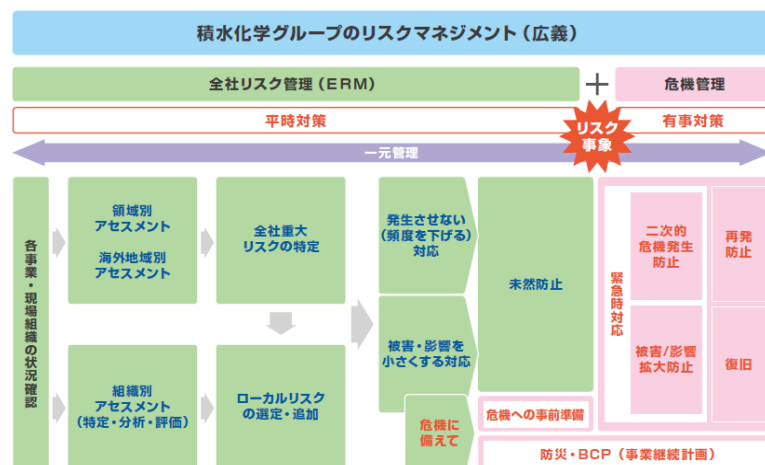 積水化学グループのリスクマネジメント（広義）
全社リスク管理（ERM）
＋
危機管理
平時対策
リスク
事象
有事対策
一元管理
各事業・現場組織の状況確認
領域別
アセスメント
海外地域別
アセスメント
全社重大
リスクの特定
発生させない
（頻度を下げる）
対応
未然防止
緊急時対応
二次的
危機発生
防止
再発
防止
被害・影響を
小さくする対応
被害/影響
拡大防止
復旧
組織別
アセスメント
（特定・分析・評価）
ローカルリスク
の選定・追加
危機に
備えて
危機への事前準備
防災・BCP（事業継続計画）